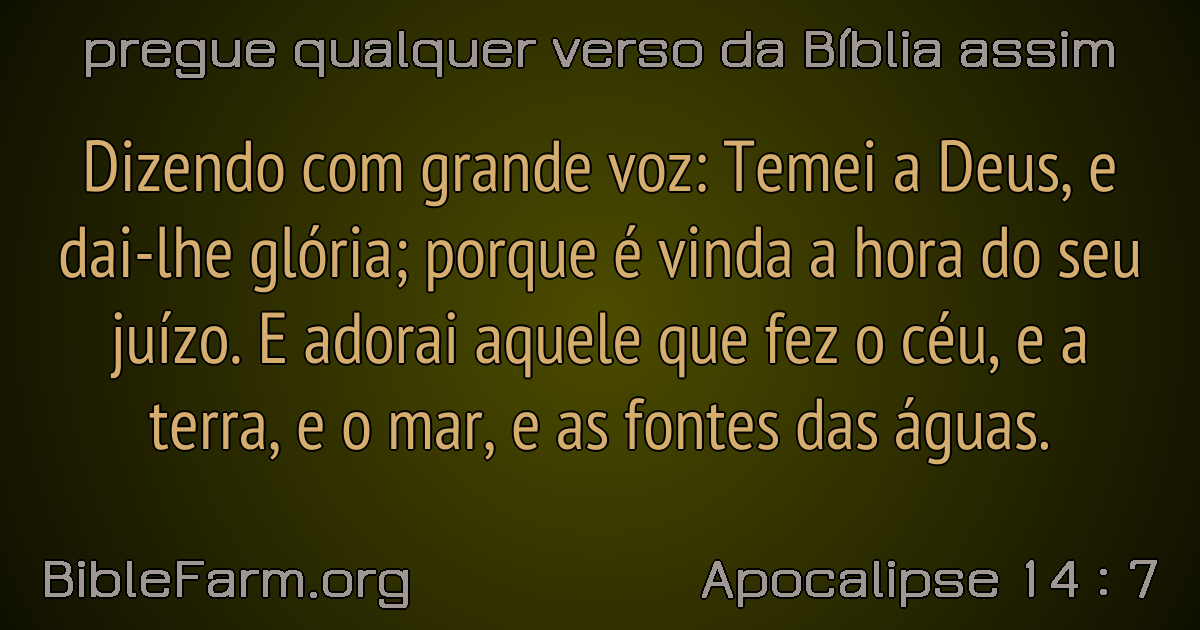 pregue qualquer verso da Bíblia assim
Dizendo com grande voz: Temei a Deus, e
dai-lhe glória; porque é vinda a hora do seu
juízo. E adorai aquele que fez o céu, e a
terra, e o mar, e as fontes das águas.
BibleFarm.org
Apocalipse 14 : 7